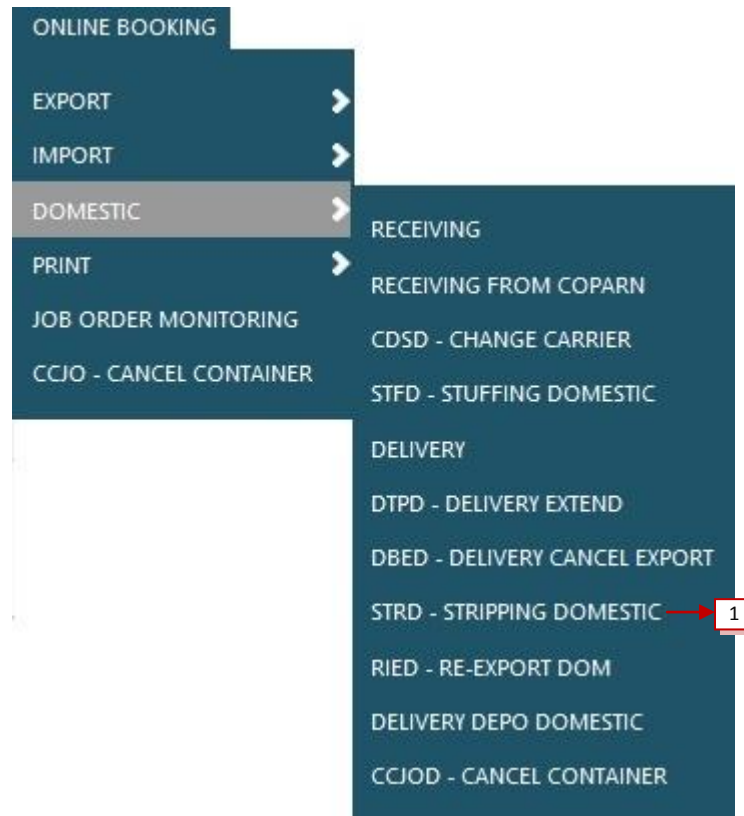 ONLINE BOOKING
EXPORT
IMPORT
DOMESTIC
PRINT
JOB ORDER MONITORING
CCJO - CANCEL CONTAINER
RECEIVING
RECEIVING FROM COPARN
CDSD - CHANGE CARRIER
STFD - STUFFING DOMESTIC
DELIVERY
DTPD - DELIVERY EXTEND
DBED - DELIVERY CANCEL EXPORT
STRD - STRIPPING DOMESTIC
1
RIED - RE-EXPORT DOM
DELIVERY DEPO DOMESTIC
CCJOD - CANCEL CONTAINER